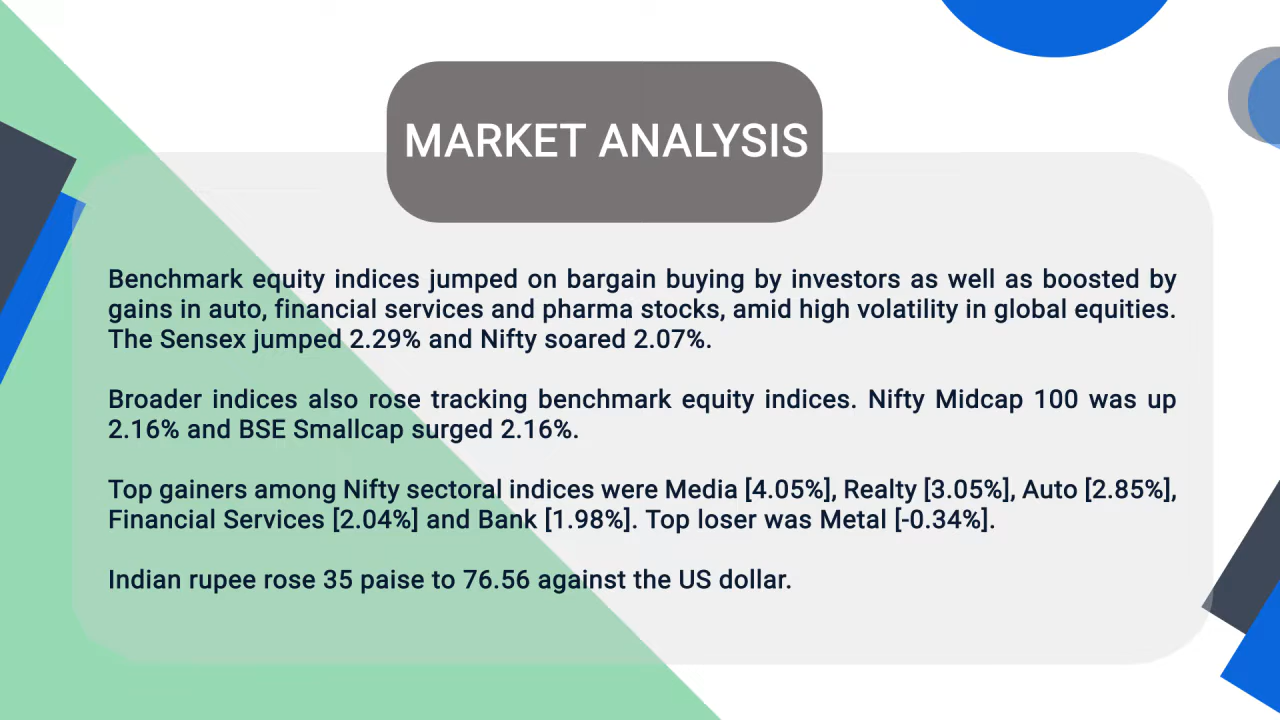 MARKET ANALYSIS
Benchmark equity indices jumped on bargain buying by investors as well as boosted by
gains in auto, financial services and pharma stocks, amid high volatility in global equities.
The Sensex jumped 2.29% and Nifty soared 2.07%.
Broader indices also rose tracking benchmark equity indices. Nifty Midcap 100 was up
2.16% and BSE Smallcap surged 2.16%.
Top gainers among Nifty sectoral indices were Media [4.05%], Realty [3.05%], Auto [2.85%],
Financial Services [2.04%] and Bank [1.98%]. Top loser was Metal [-0.34%].
Indian rupee rose 35 paise to 76.56 against the US dollar.